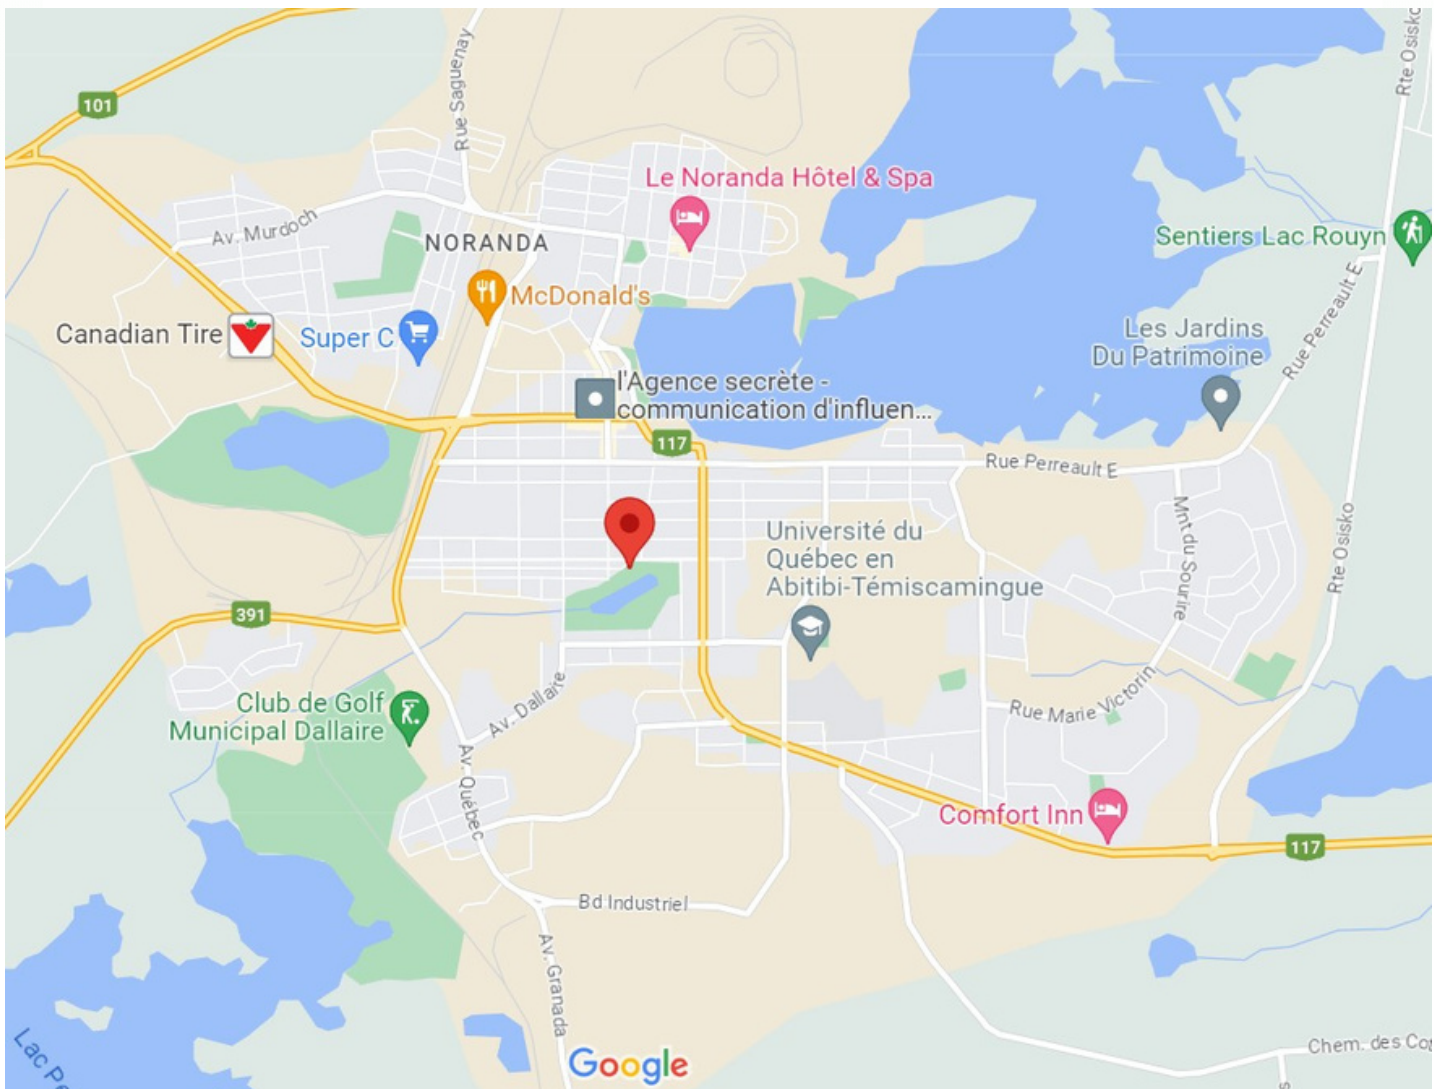 Rte Osisko
Rue Saguenay
101
Le Noranda Hôtel & Spa
Av. Murdoch
NORANDA
Sentiers Lac Rouyn
McDonald's
Canadian Tire
Super C
Les Jardins
Du Patrimoine
Rue Perreault E
l'Agence secrète -
communication d'influen...
117
Rue Perreault E
Mnt du Sourire
Université du
Québec en
Abitibi-Témiscamingue
Rte Osisko
391
Club de Golf
Municipal Dallaire
Av. Dallaire
Rue Marie Victorin
Av. Québec
Comfort Inn
117
Bd Industriel
Av. Granada
Google
Chem. des Co